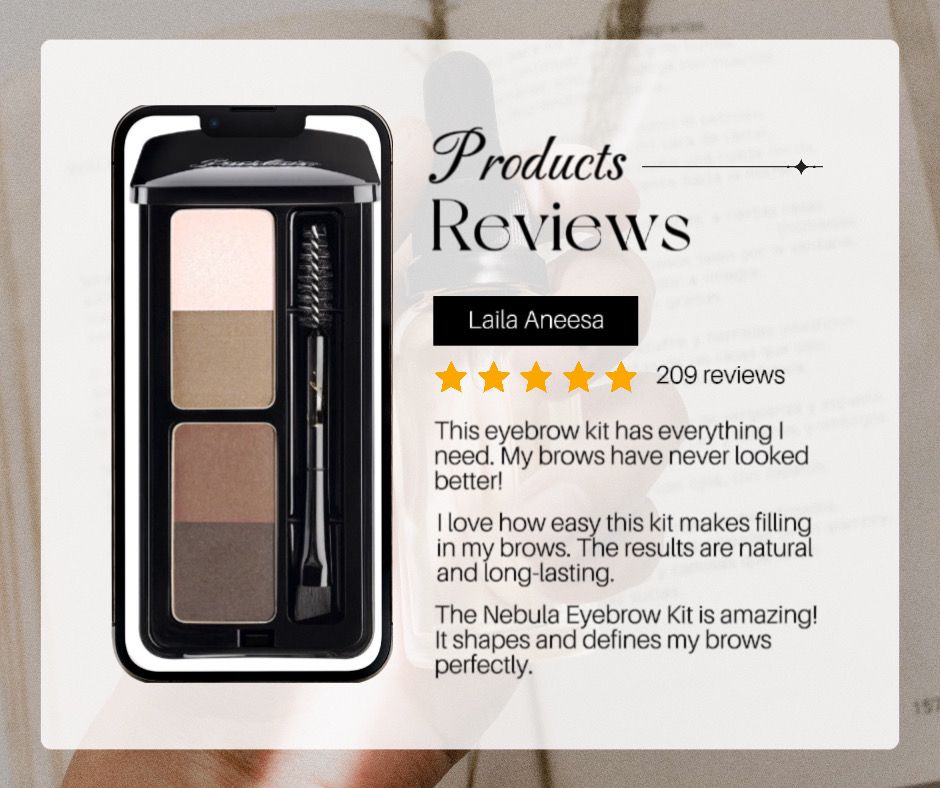 Products
Reviews
Laila Aneesa
209 reviews
This eyebrow kit has everything I
need. My brows have never looked
better!
I love how easy this kit makes filling
in my brows. The results are natural
and long-lasting.
The Nebula Eyebrow Kit is amazing!
It shapes and defines my brows
perfectly.